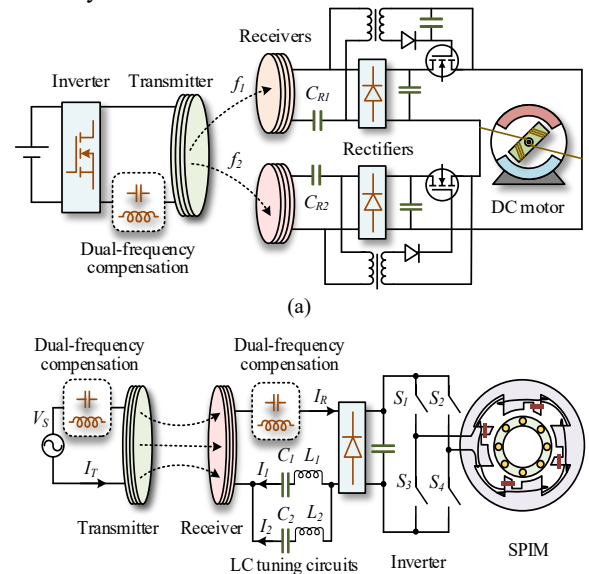 Receivers
Inverter
Transmitter
f1
CR1
Rectifiers
f2
CR2
DC motor
Dual-frequency
compensation
(a)
Dual-frequency
compensation
Dual-frequency
compensation
VS
IR
S1
S2
IT
I1
C1
L1
S3
S4
I2
C2
L2
Transmitter
Receiver
LC tuning circuits
Inverter
SPIM